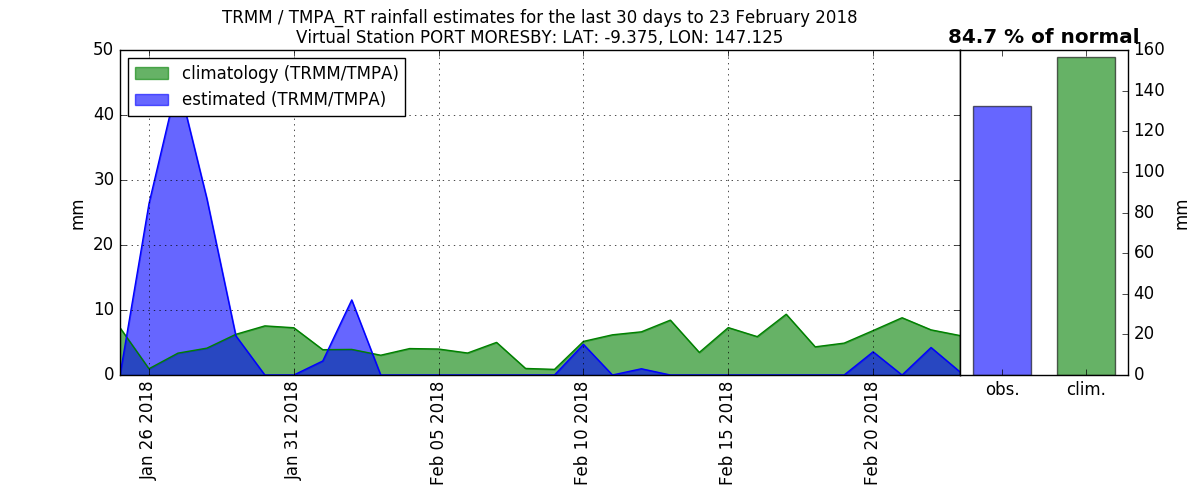 TRMM / TMPA_RT rainfall estimates for the last 30 days to 23 February 2018
Virtual Station PORT MORESBY: LAT: -9.375, LON: 147.125
84.7 % of normal
climatology (TRMM/TMPA)
estimated (TRMM/TMPA)
50
40
30
20
10
0
mm
Jan 26 2018
Jan 31 2018
Feb 05 2018
Feb 10 2018
Feb 15 2018
Feb 20 2018
obs.
clim.
160
140
120
100
80
60
40
20
0
mm